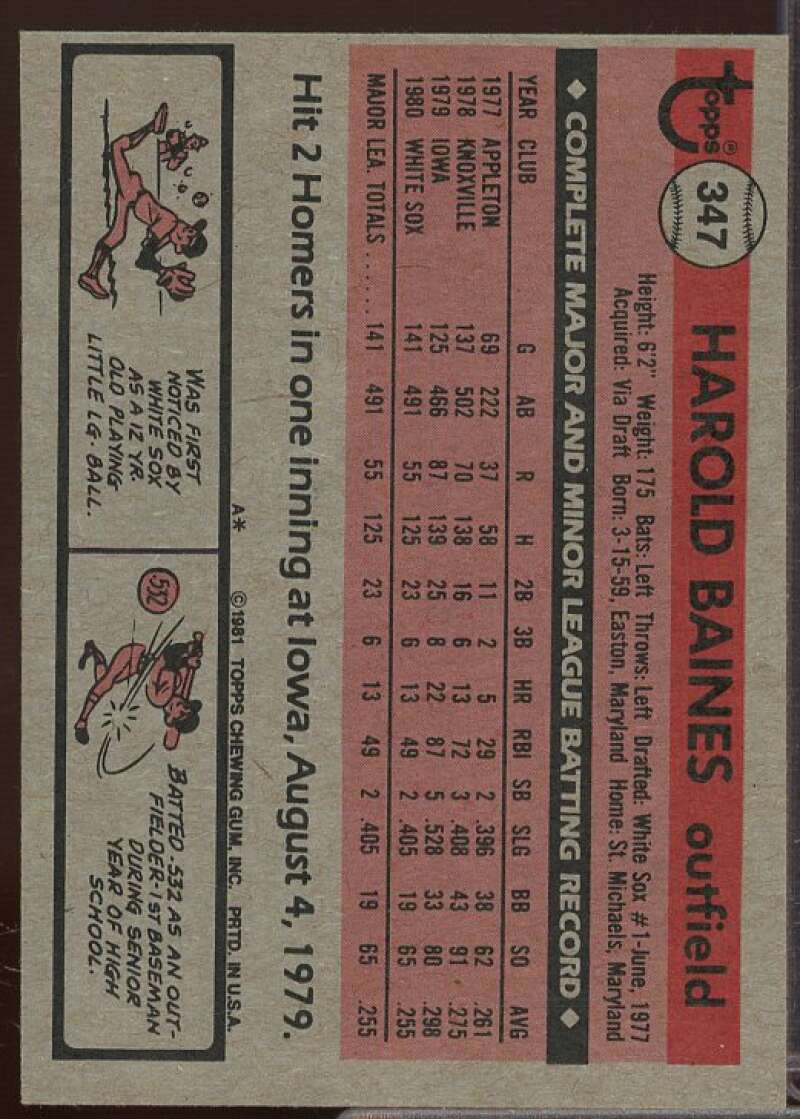 topps®
347
HAROLD BAINES outfield
Height: 6'2" Weight: 175 Bats: Left Throws: Left Drafted: White Sox #1-June, 1977
Acquired: Via Draft Born: 3-15-59, Easton, Maryland Home: St. Michaels, Maryland
◆ COMPLETE MAJOR AND MINOR LEAGUE BATTING RECORD ◆
YEAR CLUB G AB R H 2B 3B HR RBI SB SLG BB SO AVG
1977 APPLETON 69 222 37 58 11 2 5 29 2 .396 38 62 .261
1978 KNOXVILLE 137 502 70 138 16 6 13 72 3 .408 43 91 .275
1979 IOWA 125 466 87 139 25 8 22 87 5 .528 33 80 .298
1980 WHITE SOX 141 491 55 125 23 6 13 49 2 .405 19 65 .255
MAJOR LEA. TOTALS ...... 141 491 55 125 23 6 13 49 2 .405 19 65 .255
Hit 2 Homers in one inning at Iowa, August 4, 1979.
A* ©1981 TOPPS CHEWING GUM, INC. PRTD. IN U.S.A.
WAS FIRST
NOTICED BY
WHITE SOX
AS A 12 YR.
OLD PLAYING
LITTLE LG. BALL.
.532
BATTED .532 AS AN OUT-
FIELDER-1ST BASEMAN
DURING SENIOR
YEAR OF HIGH
SCHOOL.